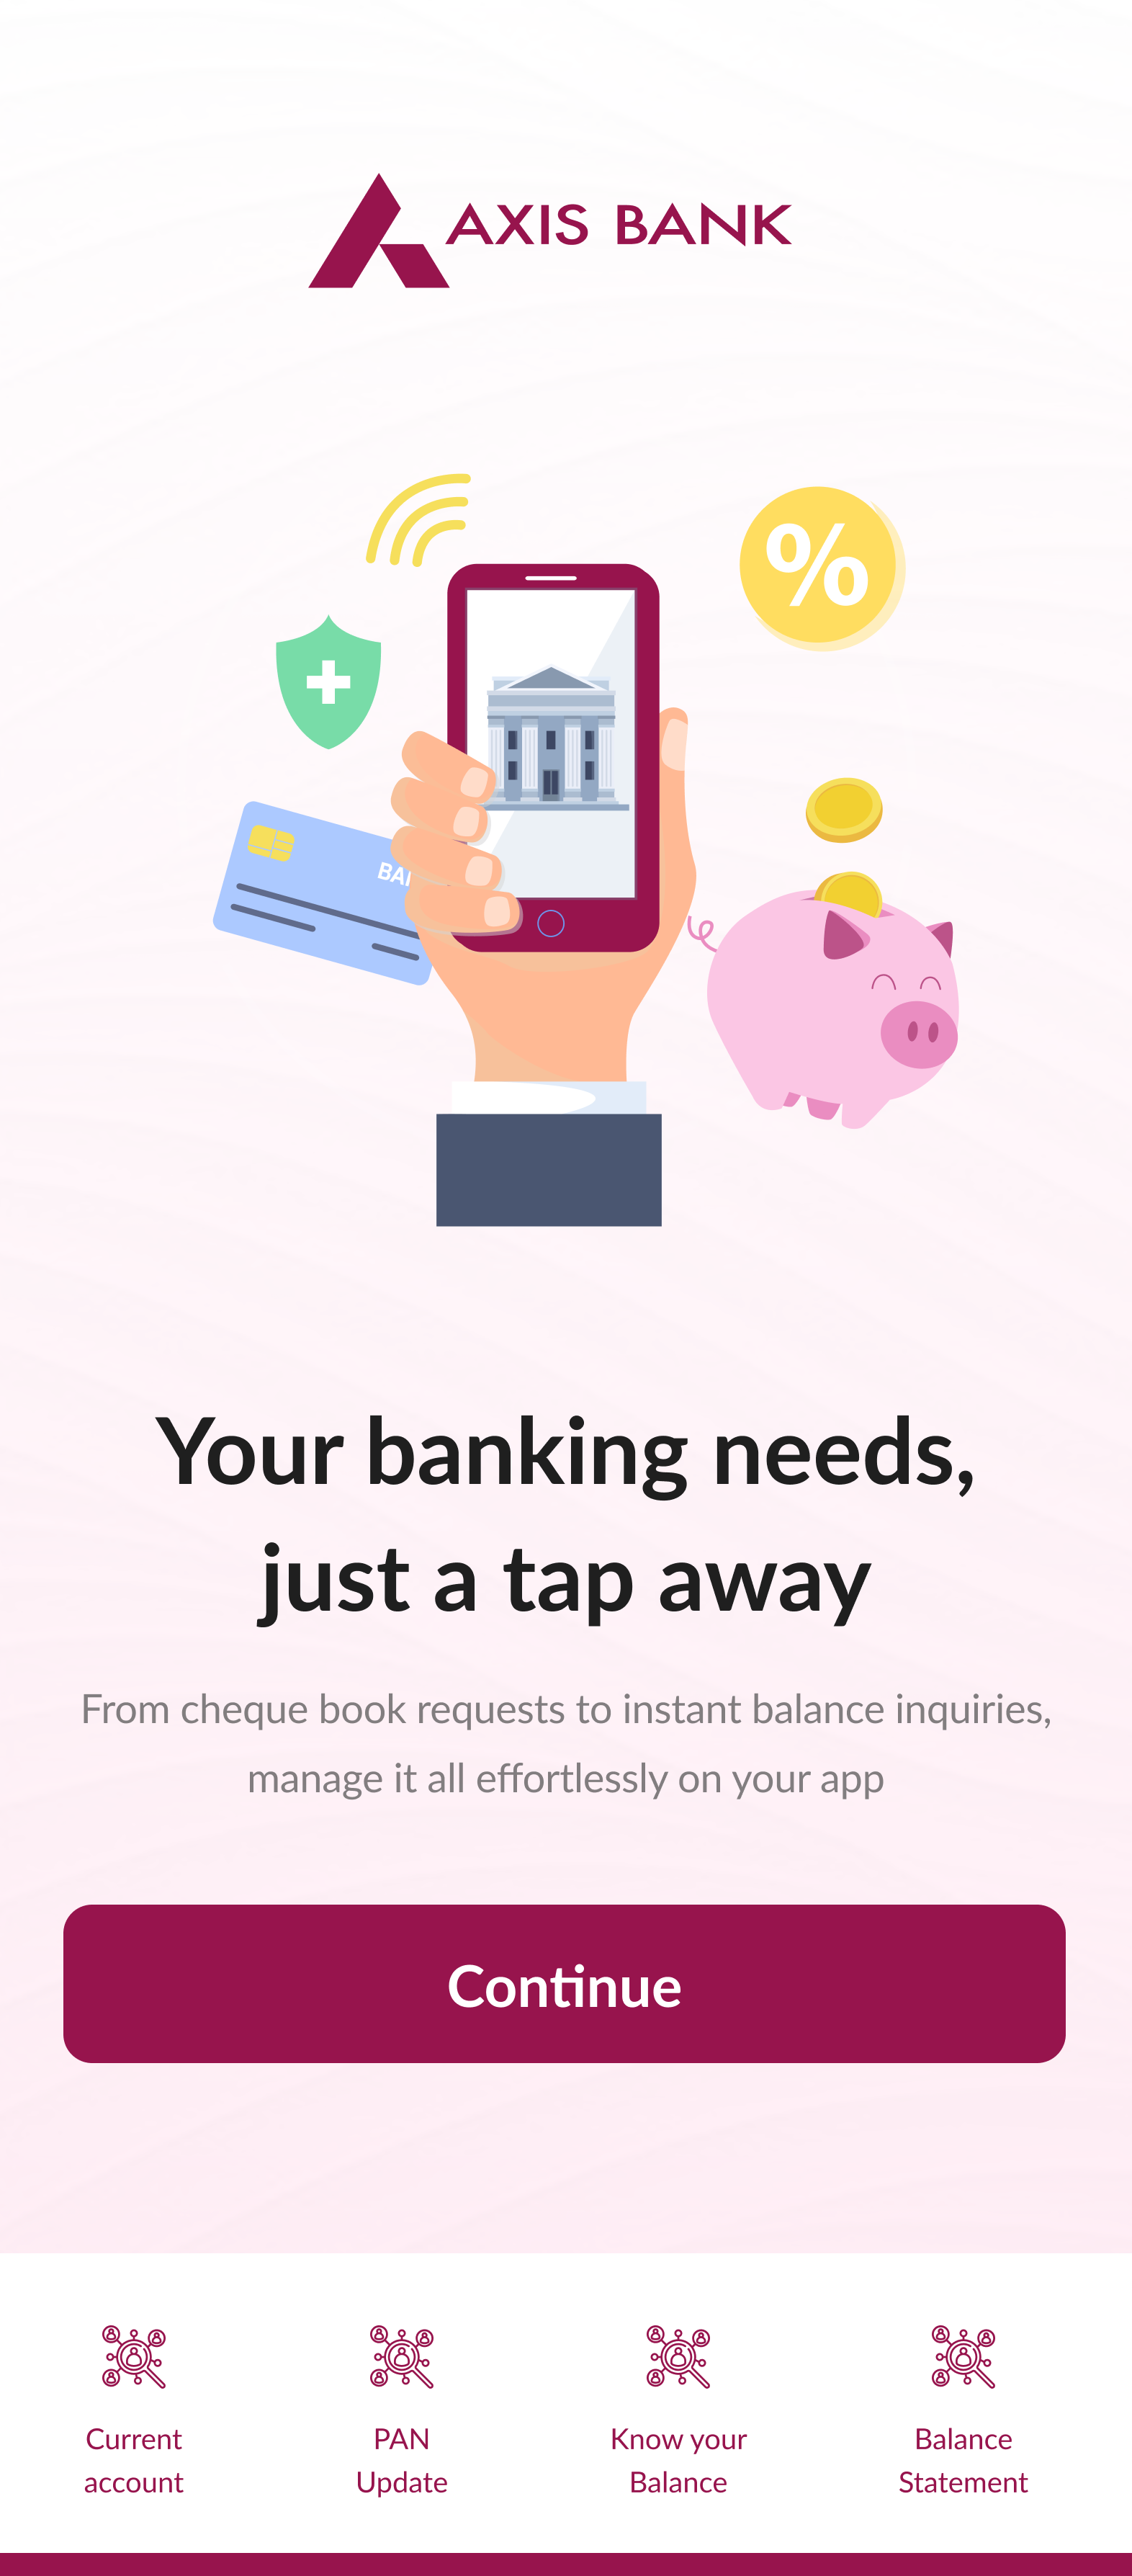 AXIS BANK
%
BAN
Your banking needs,
just a tap away
From cheque book requests to instant balance inquiries,
manage it all effortlessly on your app
Continue
Current
account
PAN
Update
Know your
Balance
Balance
Statement